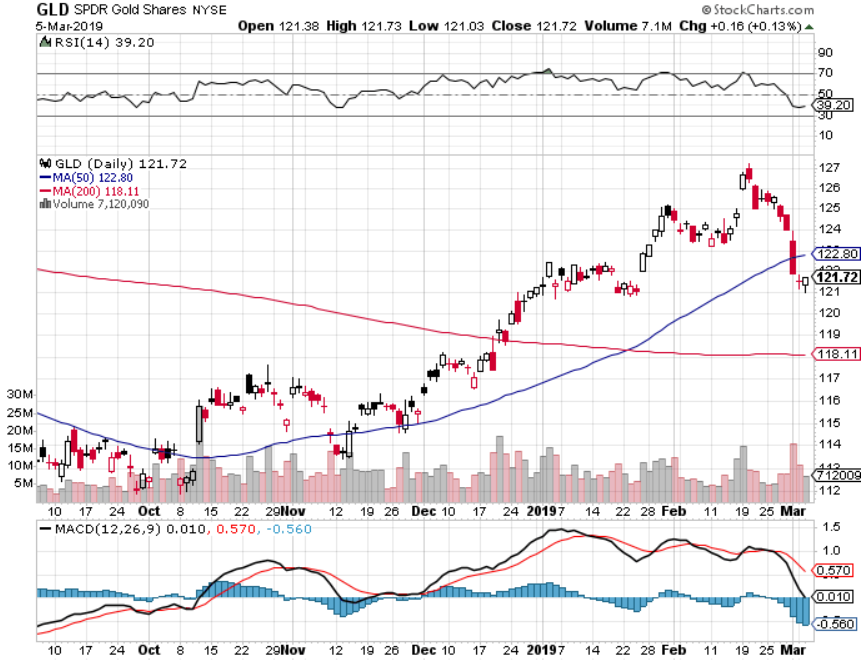 GLD SPDR Gold Shares NYSE
© StockCharts.com
5-Mar-2019
Open 121.38 High 121.73 Low 121.03 Close 121.72 Volume 7.1M Chg +0.16 (+0.13%)
RSI(14) 39.20
90
70
50
39.20
30
10
GLD (Daily) 121.72
MA(50) 122.80
MA(200) 118.11
Volume 7,120,090
127
126
125
124
122.80
121.72
121
120
119
118.11
117
116
115
114
112
30M
25M
20M
15M
10M
5M
10 17 24 Oct 8 15 22 29 Nov 12 19 26 Dec 10 17 24 2019 7 14 22 28 Feb 11 19 25 Mar
MACD(12,26,9) 0.010, 0.570, -0.560
1.5
1.0
0.570
0.010
-0.560
10 17 24 Oct 8 15 22 29 Nov 12 19 26 Dec 10 17 24 2019 7 14 22 28 Feb 11 19 25 Mar